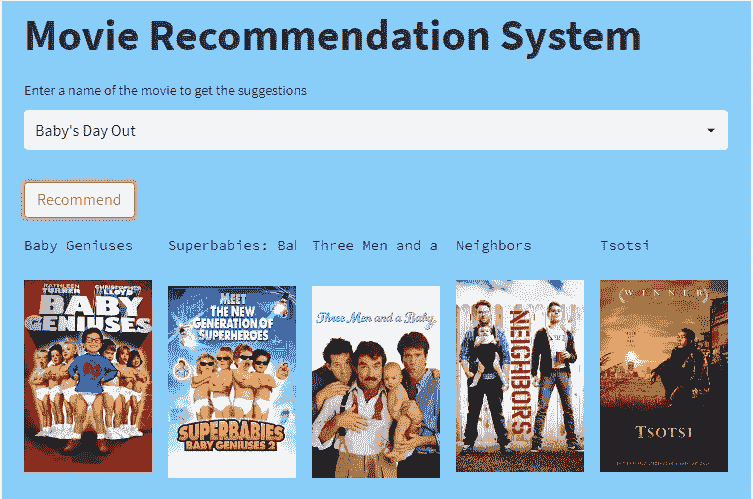 Movie Recommendation System
Enter a name of the movie to get the suggestions
Baby's Day Out
Recommend
Baby Geniuses Superbabies: Bal Three Men and a Neighbors Tsotsi
KATHLEEN TURNER CHRISTOPHER LLOYD
BABY
GENIUSES
MEET
THE NEW
GENERATION OF
SUPERHEROES
SUPERBABIES
BABY GENIUSES 2
Three Men and a Baby
NEIGHBORS
WINNER
TSOTSI